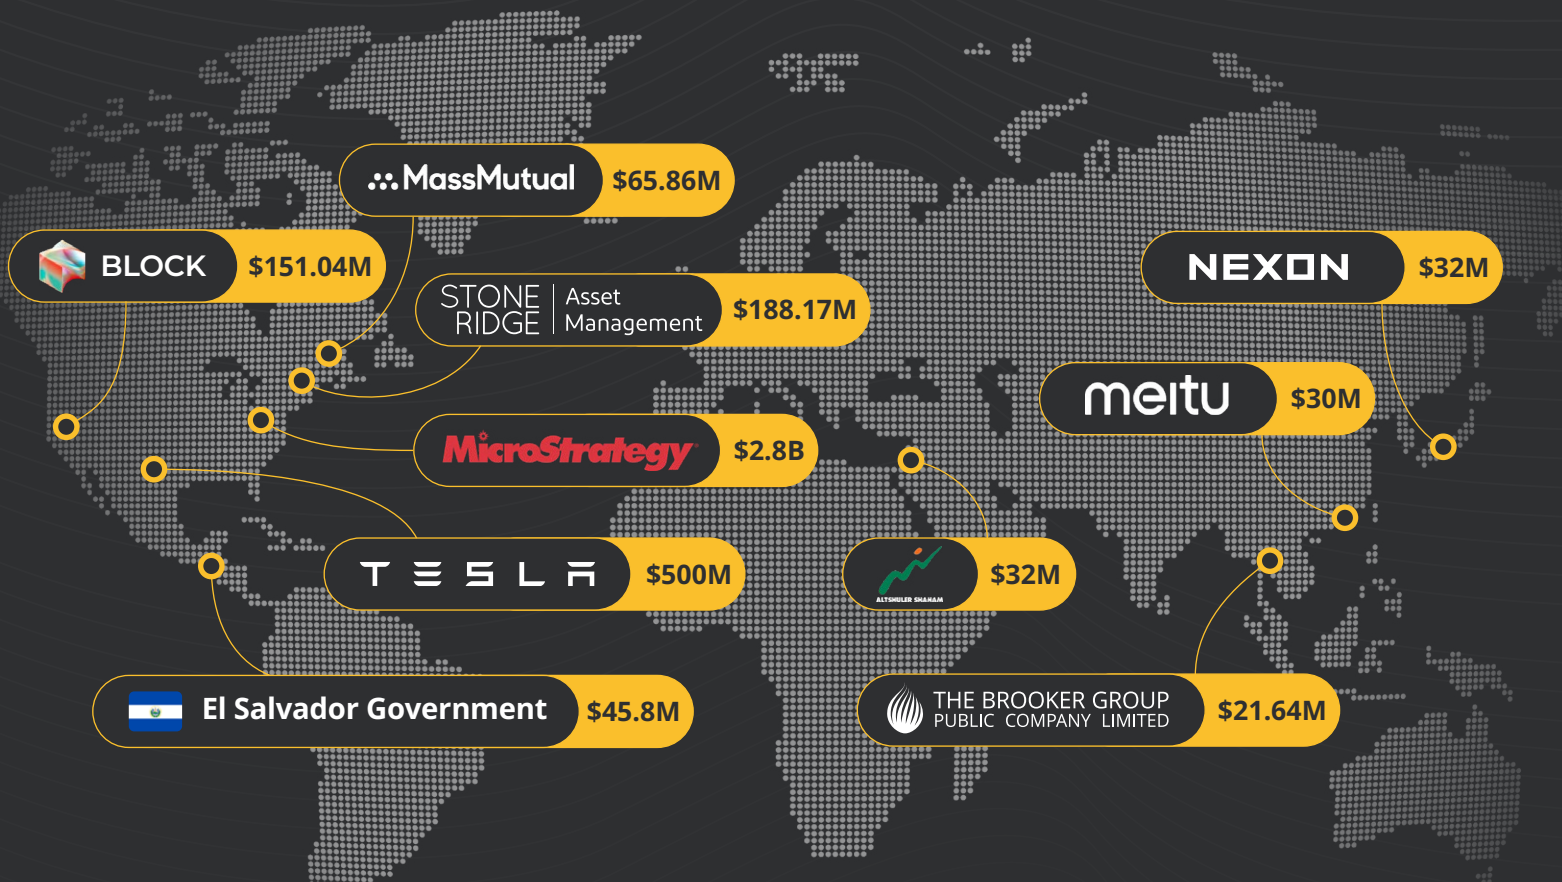 MassMutual $65.86M
BLOCK $151.04M
NEXON $32M
STONE RIDGE Asset Management $188.17M
meitu $30M
MicroStrategy $2.8B
TESLA $500M
ALTSHULER SHAHAM $32M
El Salvador Government $45.8M
THE BROOKER GROUP
PUBLIC COMPANY LIMITED $21.64M